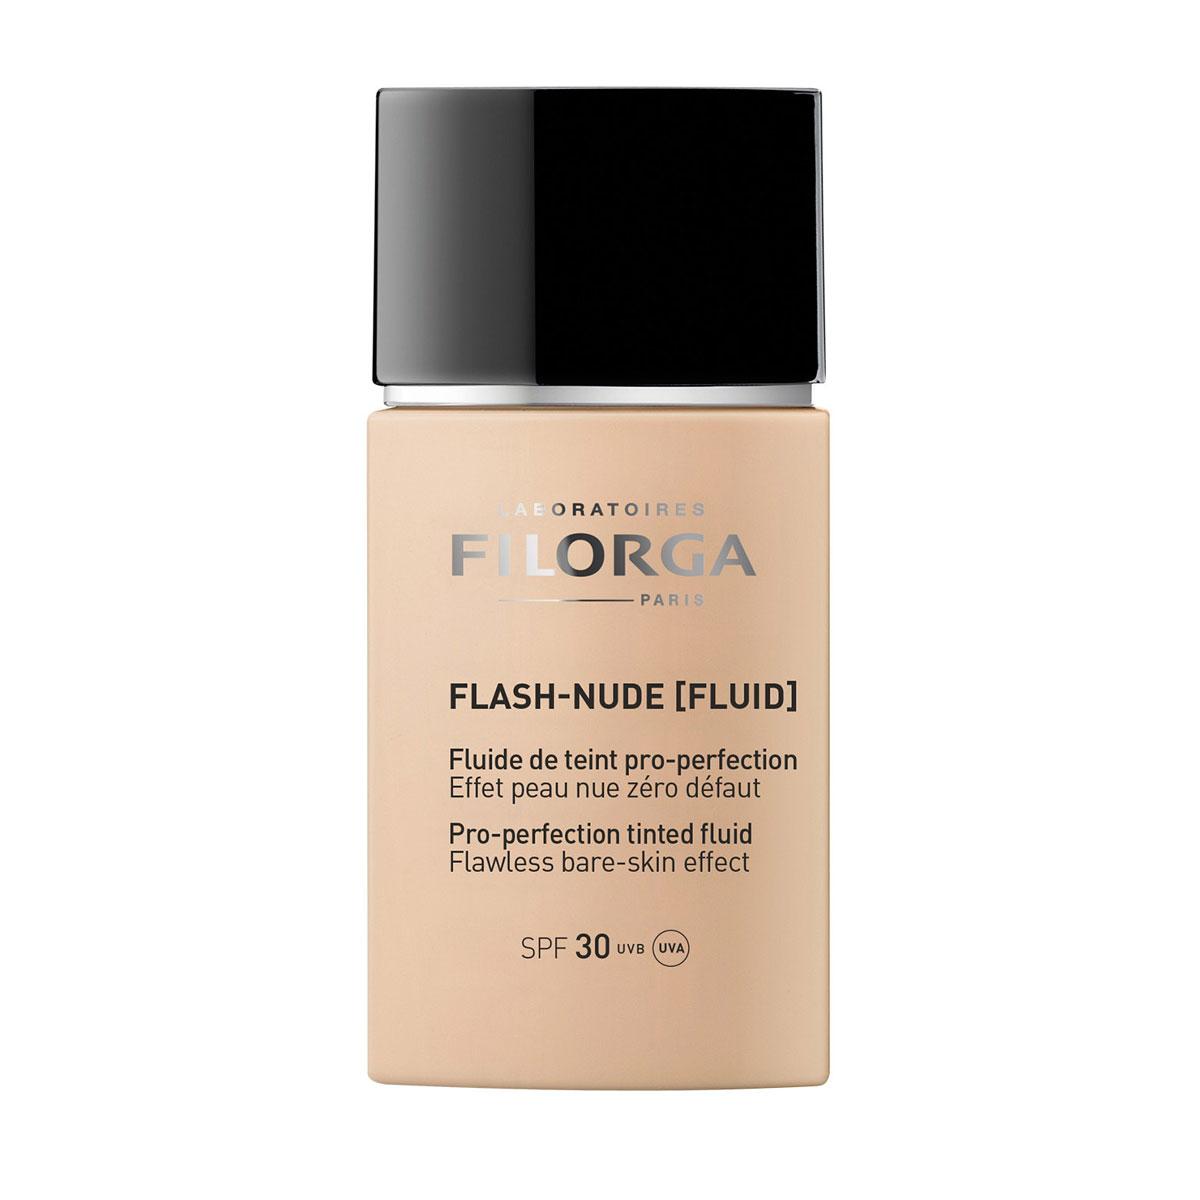 LABORATOIRES
FILORGA
PARIS
FLASH-NUDE [FLUID]
Fluide de teint pro-perfection
Effet peau nue zéro défaut
Pro-perfection tinted fluid
Flawless bare-skin effect
SPF 30 UVB UVA